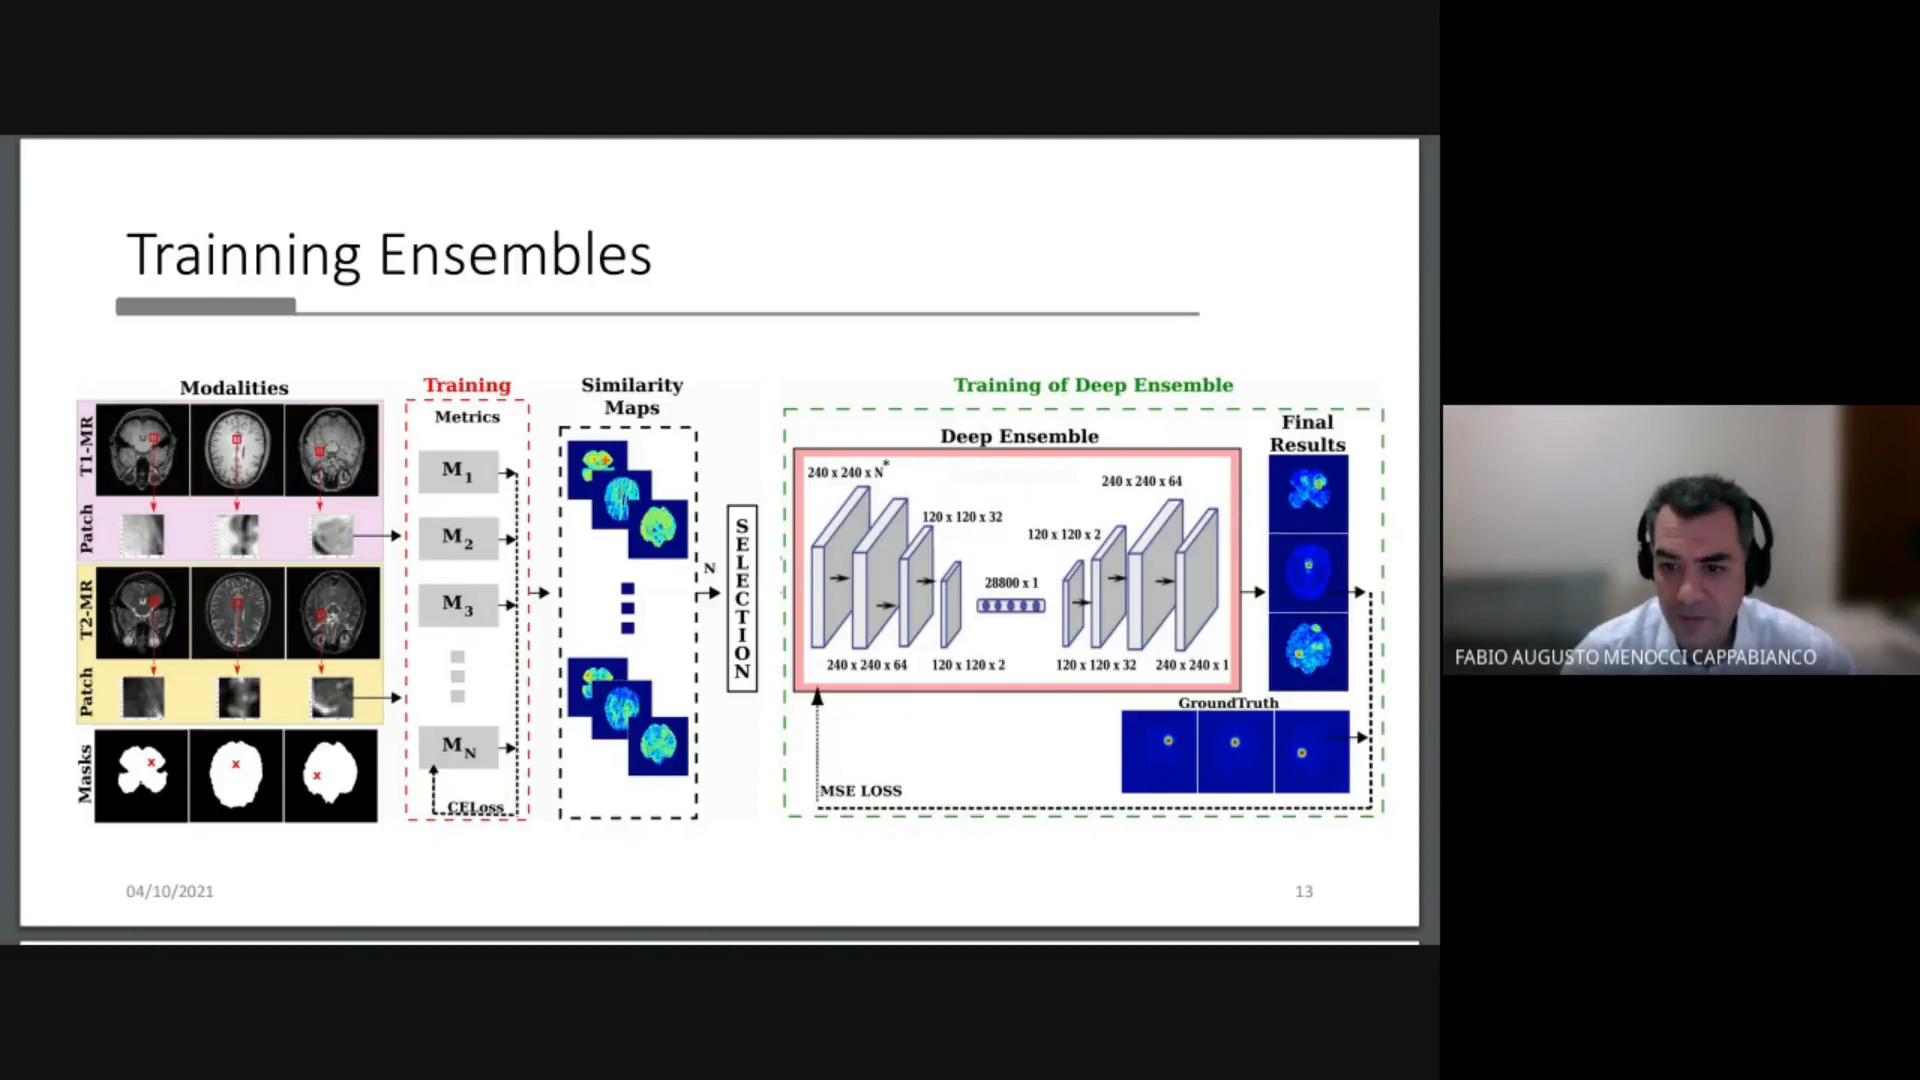 Trainning Ensembles
Modalities
T1-MR
Patch
T2-MR
Patch
Masks
x
x
x
Training
Metrics
M1
M2
M3
MN
CELoss
Similarity
Maps
N
SELECTION
Training of Deep Ensemble
Deep Ensemble
240 x 240 x N*
240 x 240 x 64
120 x 120 x 32
120 x 120 x 2
28800 x 1
120 x 120 x 2
120 x 120 x 32
240 x 240 x 64
240 x 240 x 1
Final
Results
GroundTruth
MSE LOSS
04/10/2021
13
FABIO AUGUSTO MENOCCI CAPPABIANCO